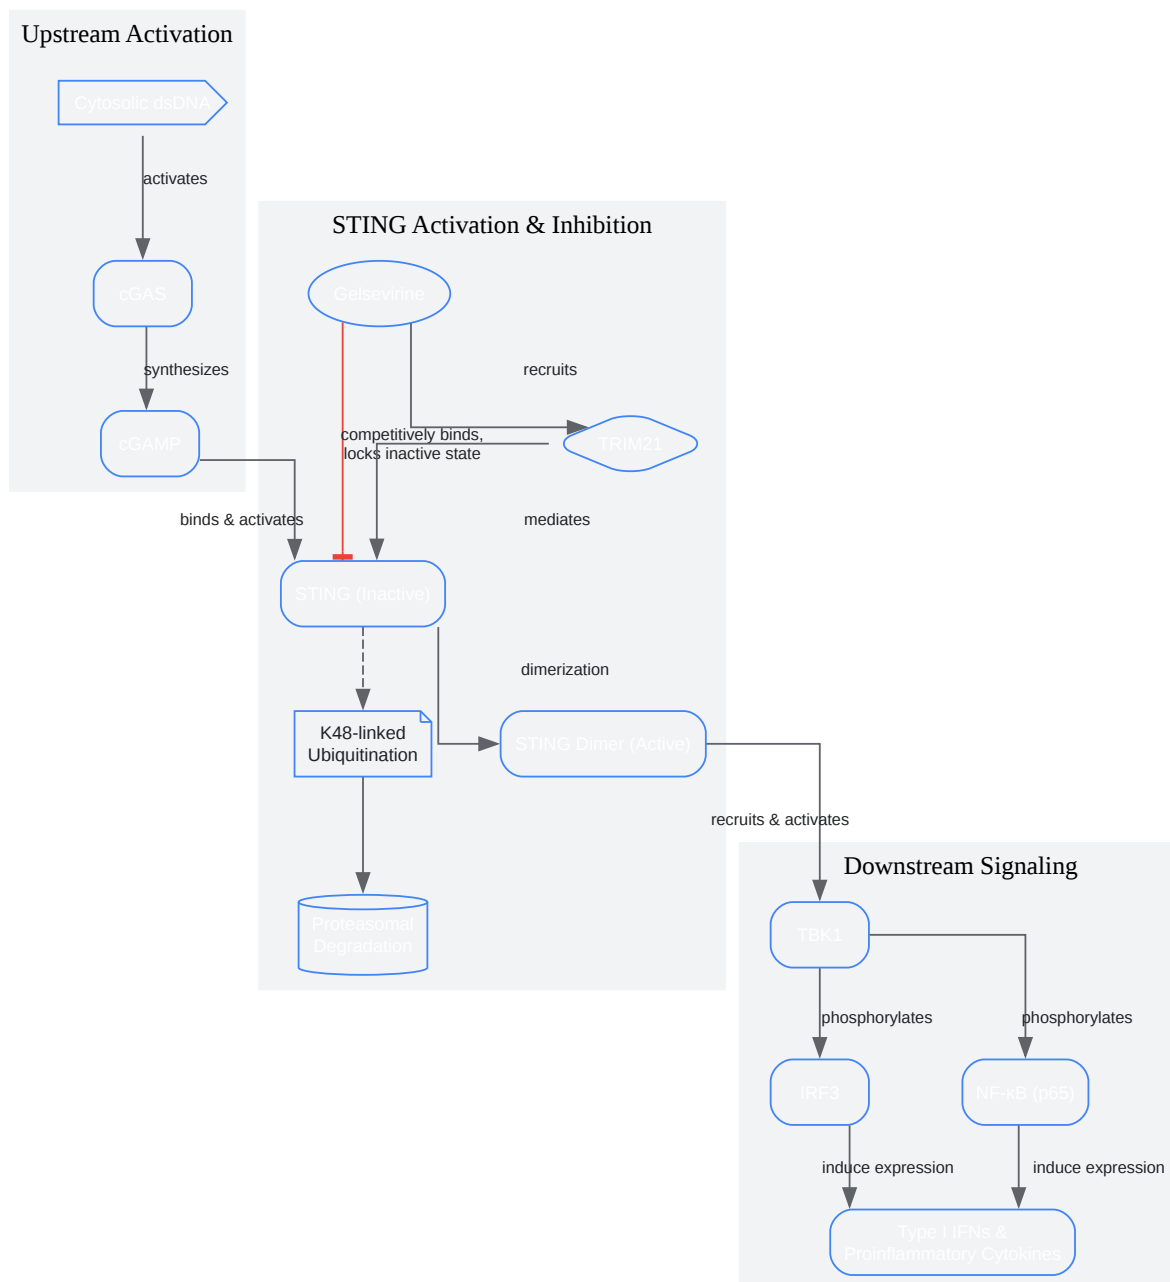 Upstream Activation
Cytosolic dsDNA
activates
STING Activation & Inhibition
cGAS
Gelsevirine
synthesizes
recruits
cGAMP
competitively binds,
locks inactive state
TRIM21
binds & activates
mediates
STING (Inactive)
dimerization
K48-linked
Ubiquitination
STING Dimer (Active)
recruits & activates
Downstream Signaling
Proteasomal
Degradation
TBK1
phosphorylates
phosphorylates
IRF3
NF-κB (p65)
induce expression
induce expression
Type I IFNs &
Proinflammatory Cytokines